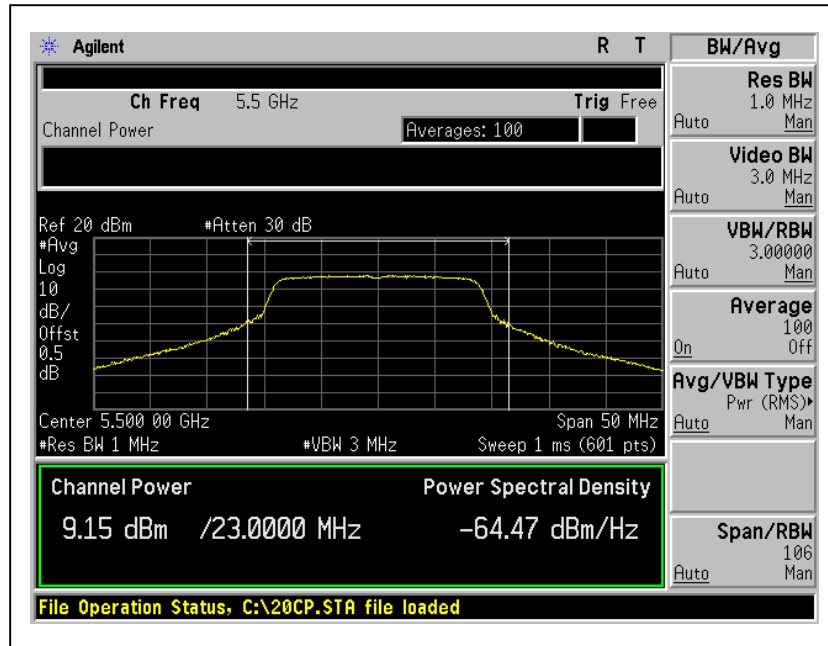 Agilent R T
Ch Freq 5.5 GHz Trig Free
Channel Power Averages: 100
Ref 20 dBm #Atten 30 dB
#Avg
Log
10
dB/
Offst
0.5
dB
Center 5.500 00 GHz Span 50 MHz
#Res BW 1 MHz #VBW 3 MHz Sweep 1 ms (601 pts)
Channel Power Power Spectral Density
9.15 dBm /23.0000 MHz -64.47 dBm/Hz
File Operation Status, C:\20CP.STA file loaded
BW/Avg
Res BW
1.0 MHz
Auto Man
Video BW
3.0 MHz
Auto Man
VBW/RBW
3.00000
Auto Man
Average
100
On Off
Avg/VBW Type
Pwr (RMS)▸
Auto Man
Span/RBW
106
Auto Man